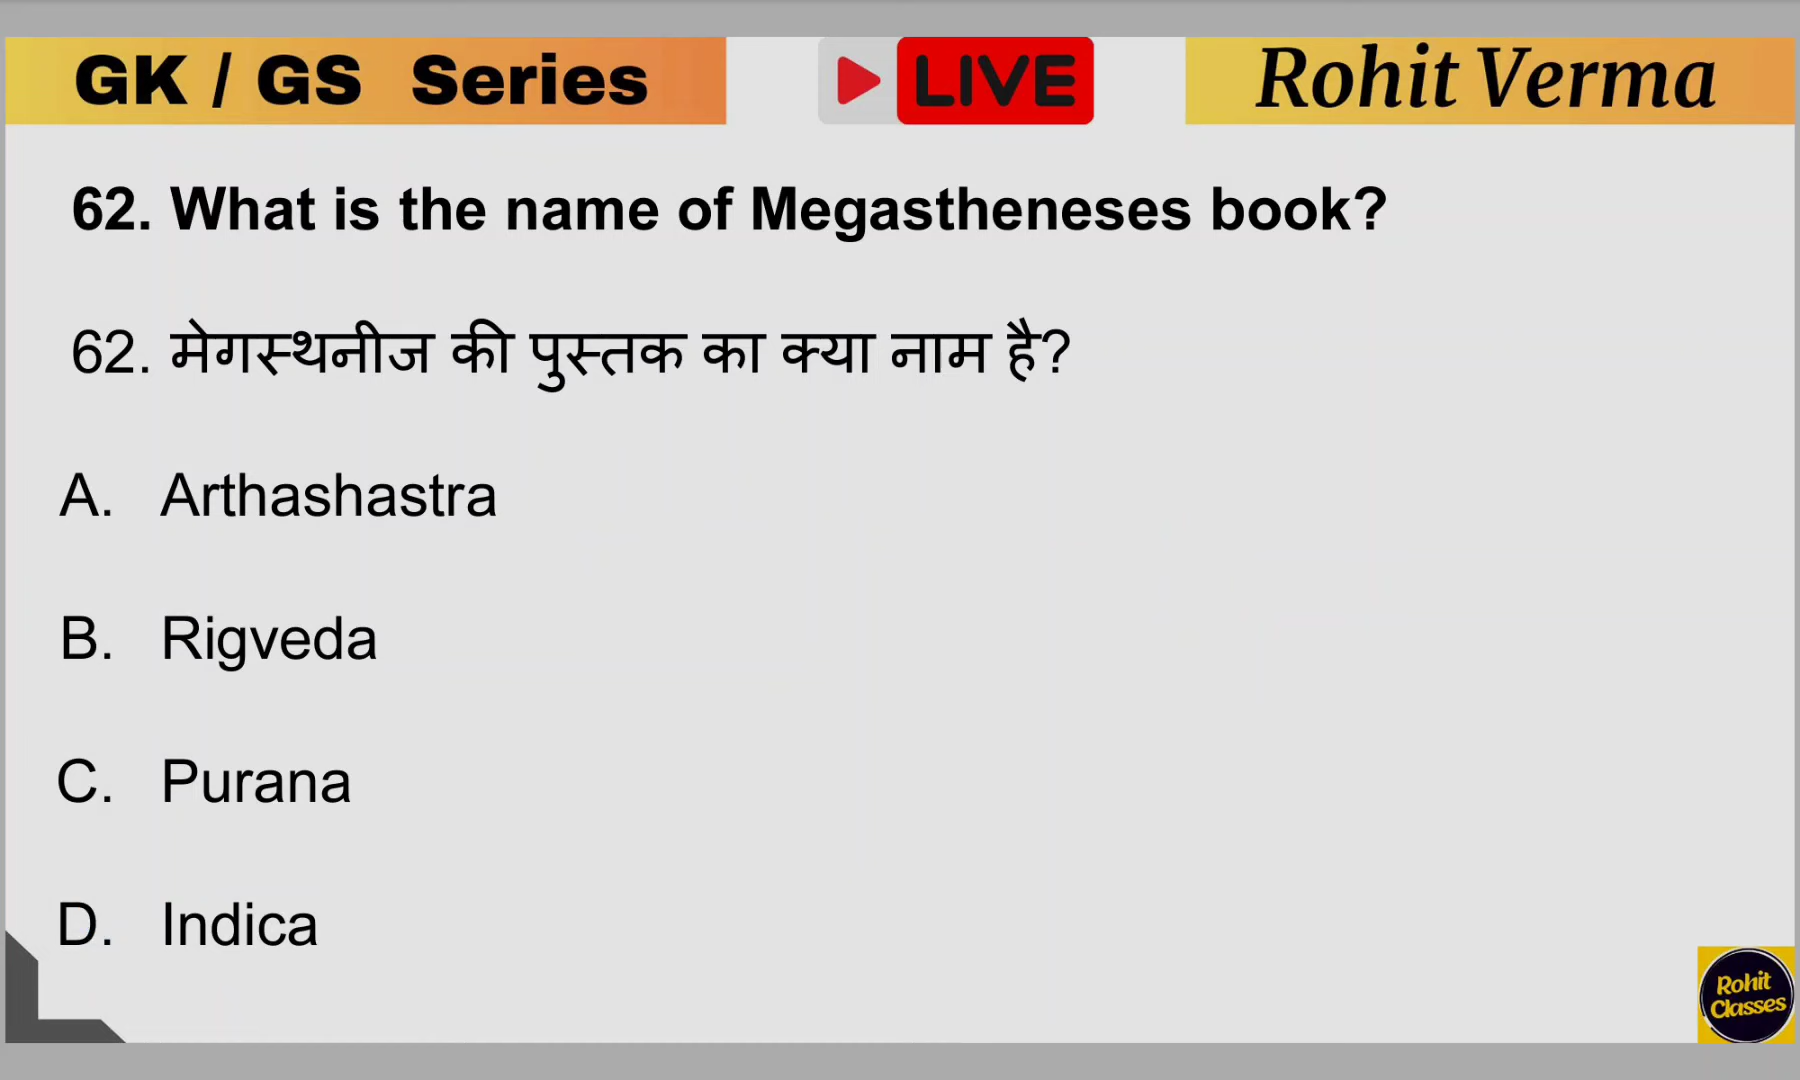 GK / GS Series
LIVE
Rohit Verma
62. What is the name of Megastheneses book?
62. मेगस्थनीज की पुस्तक का क्या नाम है?
A. Arthashastra
B. Rigveda
C. Purana
D. Indica
Rohit
Classes